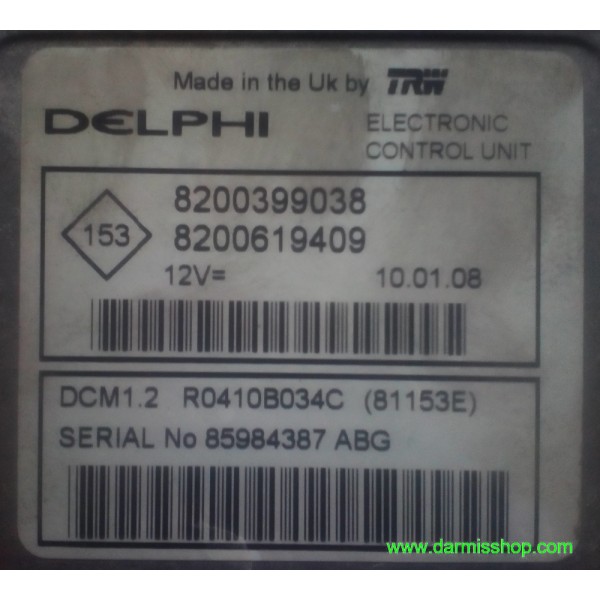 Made in the Uk by TRW
DELPHI
ELECTRONIC
CONTROL UNIT
153
8200399038
8200619409
12V=
10.01.08
DCM1.2 R0410B034C (81153E)
SERIAL No 85984387 ABG
www.darmisshop.com